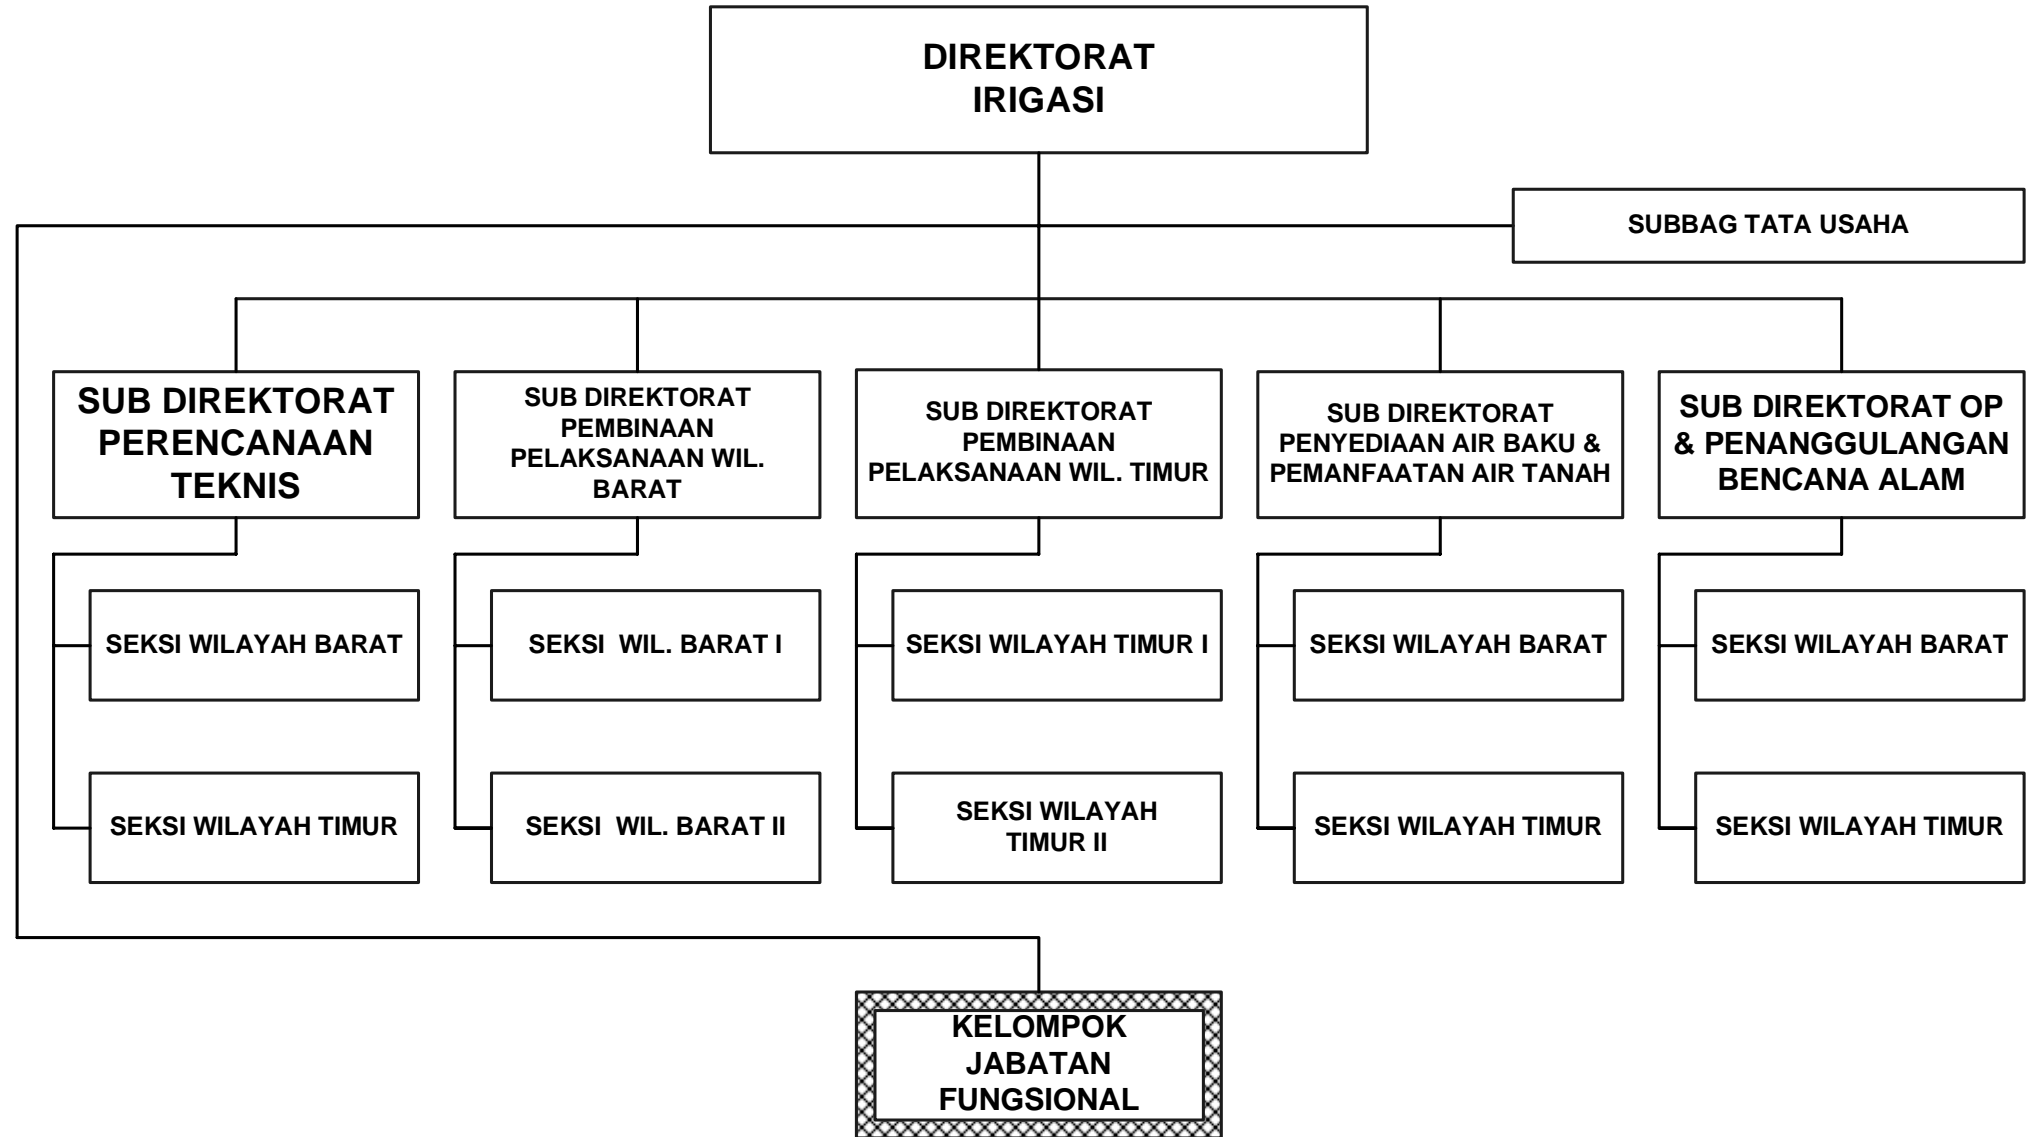 DIREKTORAT
IRIGASI
SUBBAG TATA USAHA
SUB DIREKTORAT
PERENCANAAN
TEKNIS
SUB DIREKTORAT
PEMBINAAN
PELAKSANAAN WIL.
BARAT
SUB DIREKTORAT
PEMBINAAN
PELAKSANAAN WIL. TIMUR
SUB DIREKTORAT
PENYEDIAAN AIR BAKU &
PEMANFAATAN AIR TANAH
SUB DIREKTORAT OP
& PENANGGULANGAN
BENCANA ALAM
SEKSI WILAYAH BARAT
SEKSI  WIL. BARAT I
SEKSI WILAYAH TIMUR I
SEKSI WILAYAH BARAT
SEKSI WILAYAH BARAT
SEKSI WILAYAH TIMUR
SEKSI  WIL. BARAT II
SEKSI WILAYAH
TIMUR II
SEKSI WILAYAH TIMUR
SEKSI WILAYAH TIMUR
KELOMPOK
JABATAN
FUNGSIONAL